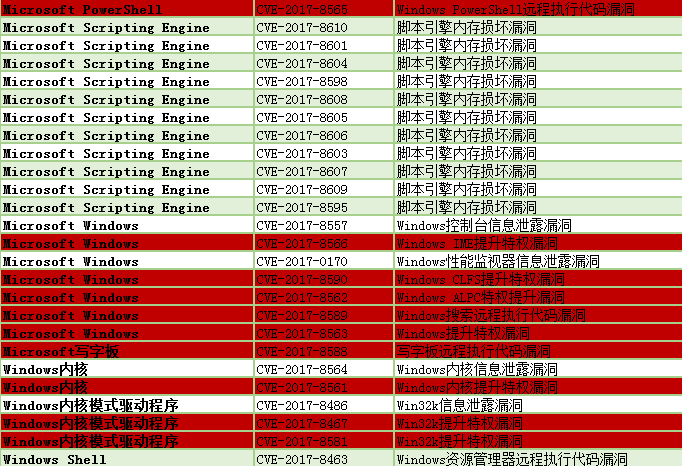 Microsoft PowerShell CVE-2017-8565 Windows PowerShell远程执行代码漏洞
Microsoft Scripting Engine CVE-2017-8610 脚本引擎内存损坏漏洞
Microsoft Scripting Engine CVE-2017-8601 脚本引擎内存损坏漏洞
Microsoft Scripting Engine CVE-2017-8604 脚本引擎内存损坏漏洞
Microsoft Scripting Engine CVE-2017-8598 脚本引擎内存损坏漏洞
Microsoft Scripting Engine CVE-2017-8608 脚本引擎内存损坏漏洞
Microsoft Scripting Engine CVE-2017-8605 脚本引擎内存损坏漏洞
Microsoft Scripting Engine CVE-2017-8606 脚本引擎内存损坏漏洞
Microsoft Scripting Engine CVE-2017-8603 脚本引擎内存损坏漏洞
Microsoft Scripting Engine CVE-2017-8607 脚本引擎内存损坏漏洞
Microsoft Scripting Engine CVE-2017-8609 脚本引擎内存损坏漏洞
Microsoft Scripting Engine CVE-2017-8595 脚本引擎内存损坏漏洞
Microsoft Windows CVE-2017-8557 Windows控制台信息泄露漏洞
Microsoft Windows CVE-2017-8566 Windows IME提升特权漏洞
Microsoft Windows CVE-2017-0170 Windows性能监视器信息泄露漏洞
Microsoft Windows CVE-2017-8590 Windows CLFS提升特权漏洞
Microsoft Windows CVE-2017-8562 Windows ALPC特权提升漏洞
Microsoft Windows CVE-2017-8589 Windows搜索远程执行代码漏洞
Microsoft Windows CVE-2017-8563 Windows提升特权漏洞
Microsoft写字板 CVE-2017-8588 写字板远程执行代码漏洞
Windows内核 CVE-2017-8564 Windows内核信息泄露漏洞
Windows内核 CVE-2017-8561 Windows内核提升特权漏洞
Windows内核模式驱动程序 CVE-2017-8486 Win32k信息泄露漏洞
Windows内核模式驱动程序 CVE-2017-8467 Win32k提升特权漏洞
Windows内核模式驱动程序 CVE-2017-8581 Win32k提升特权漏洞
Windows Shell CVE-2017-8463 Windows资源管理器远程执行代码漏洞